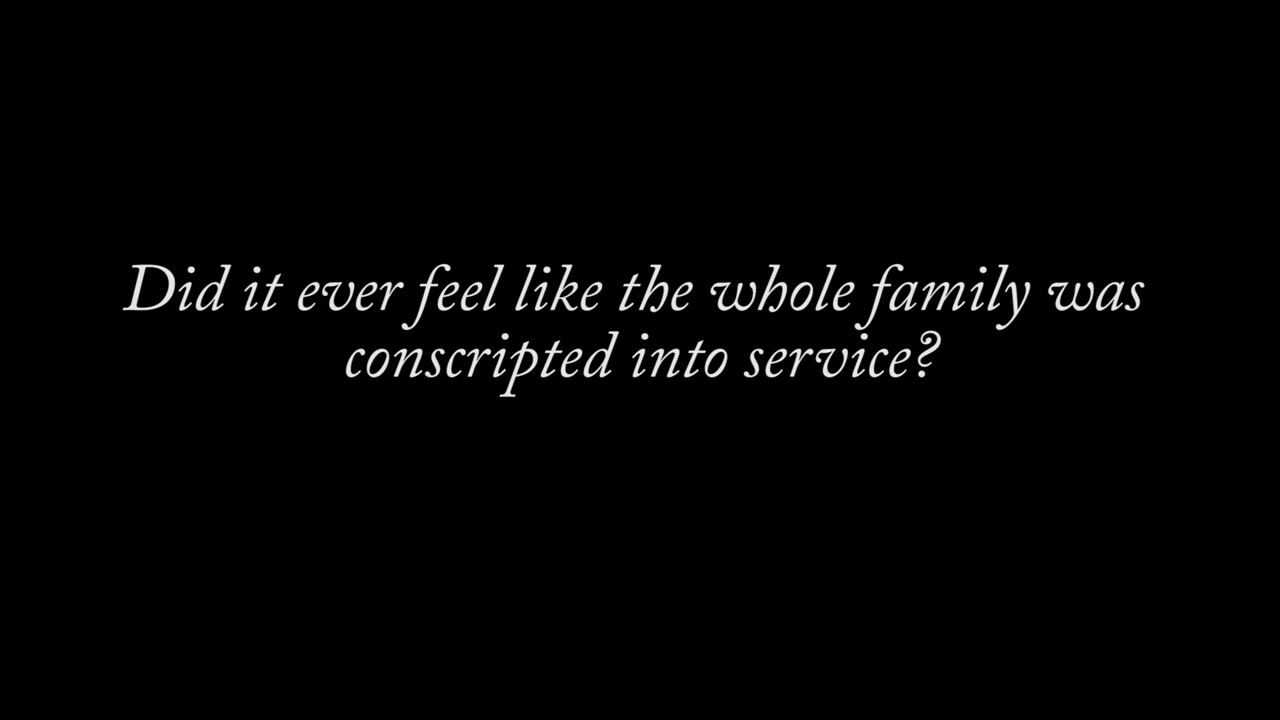 Did it ever feel like the whole family was
conscripted into service?